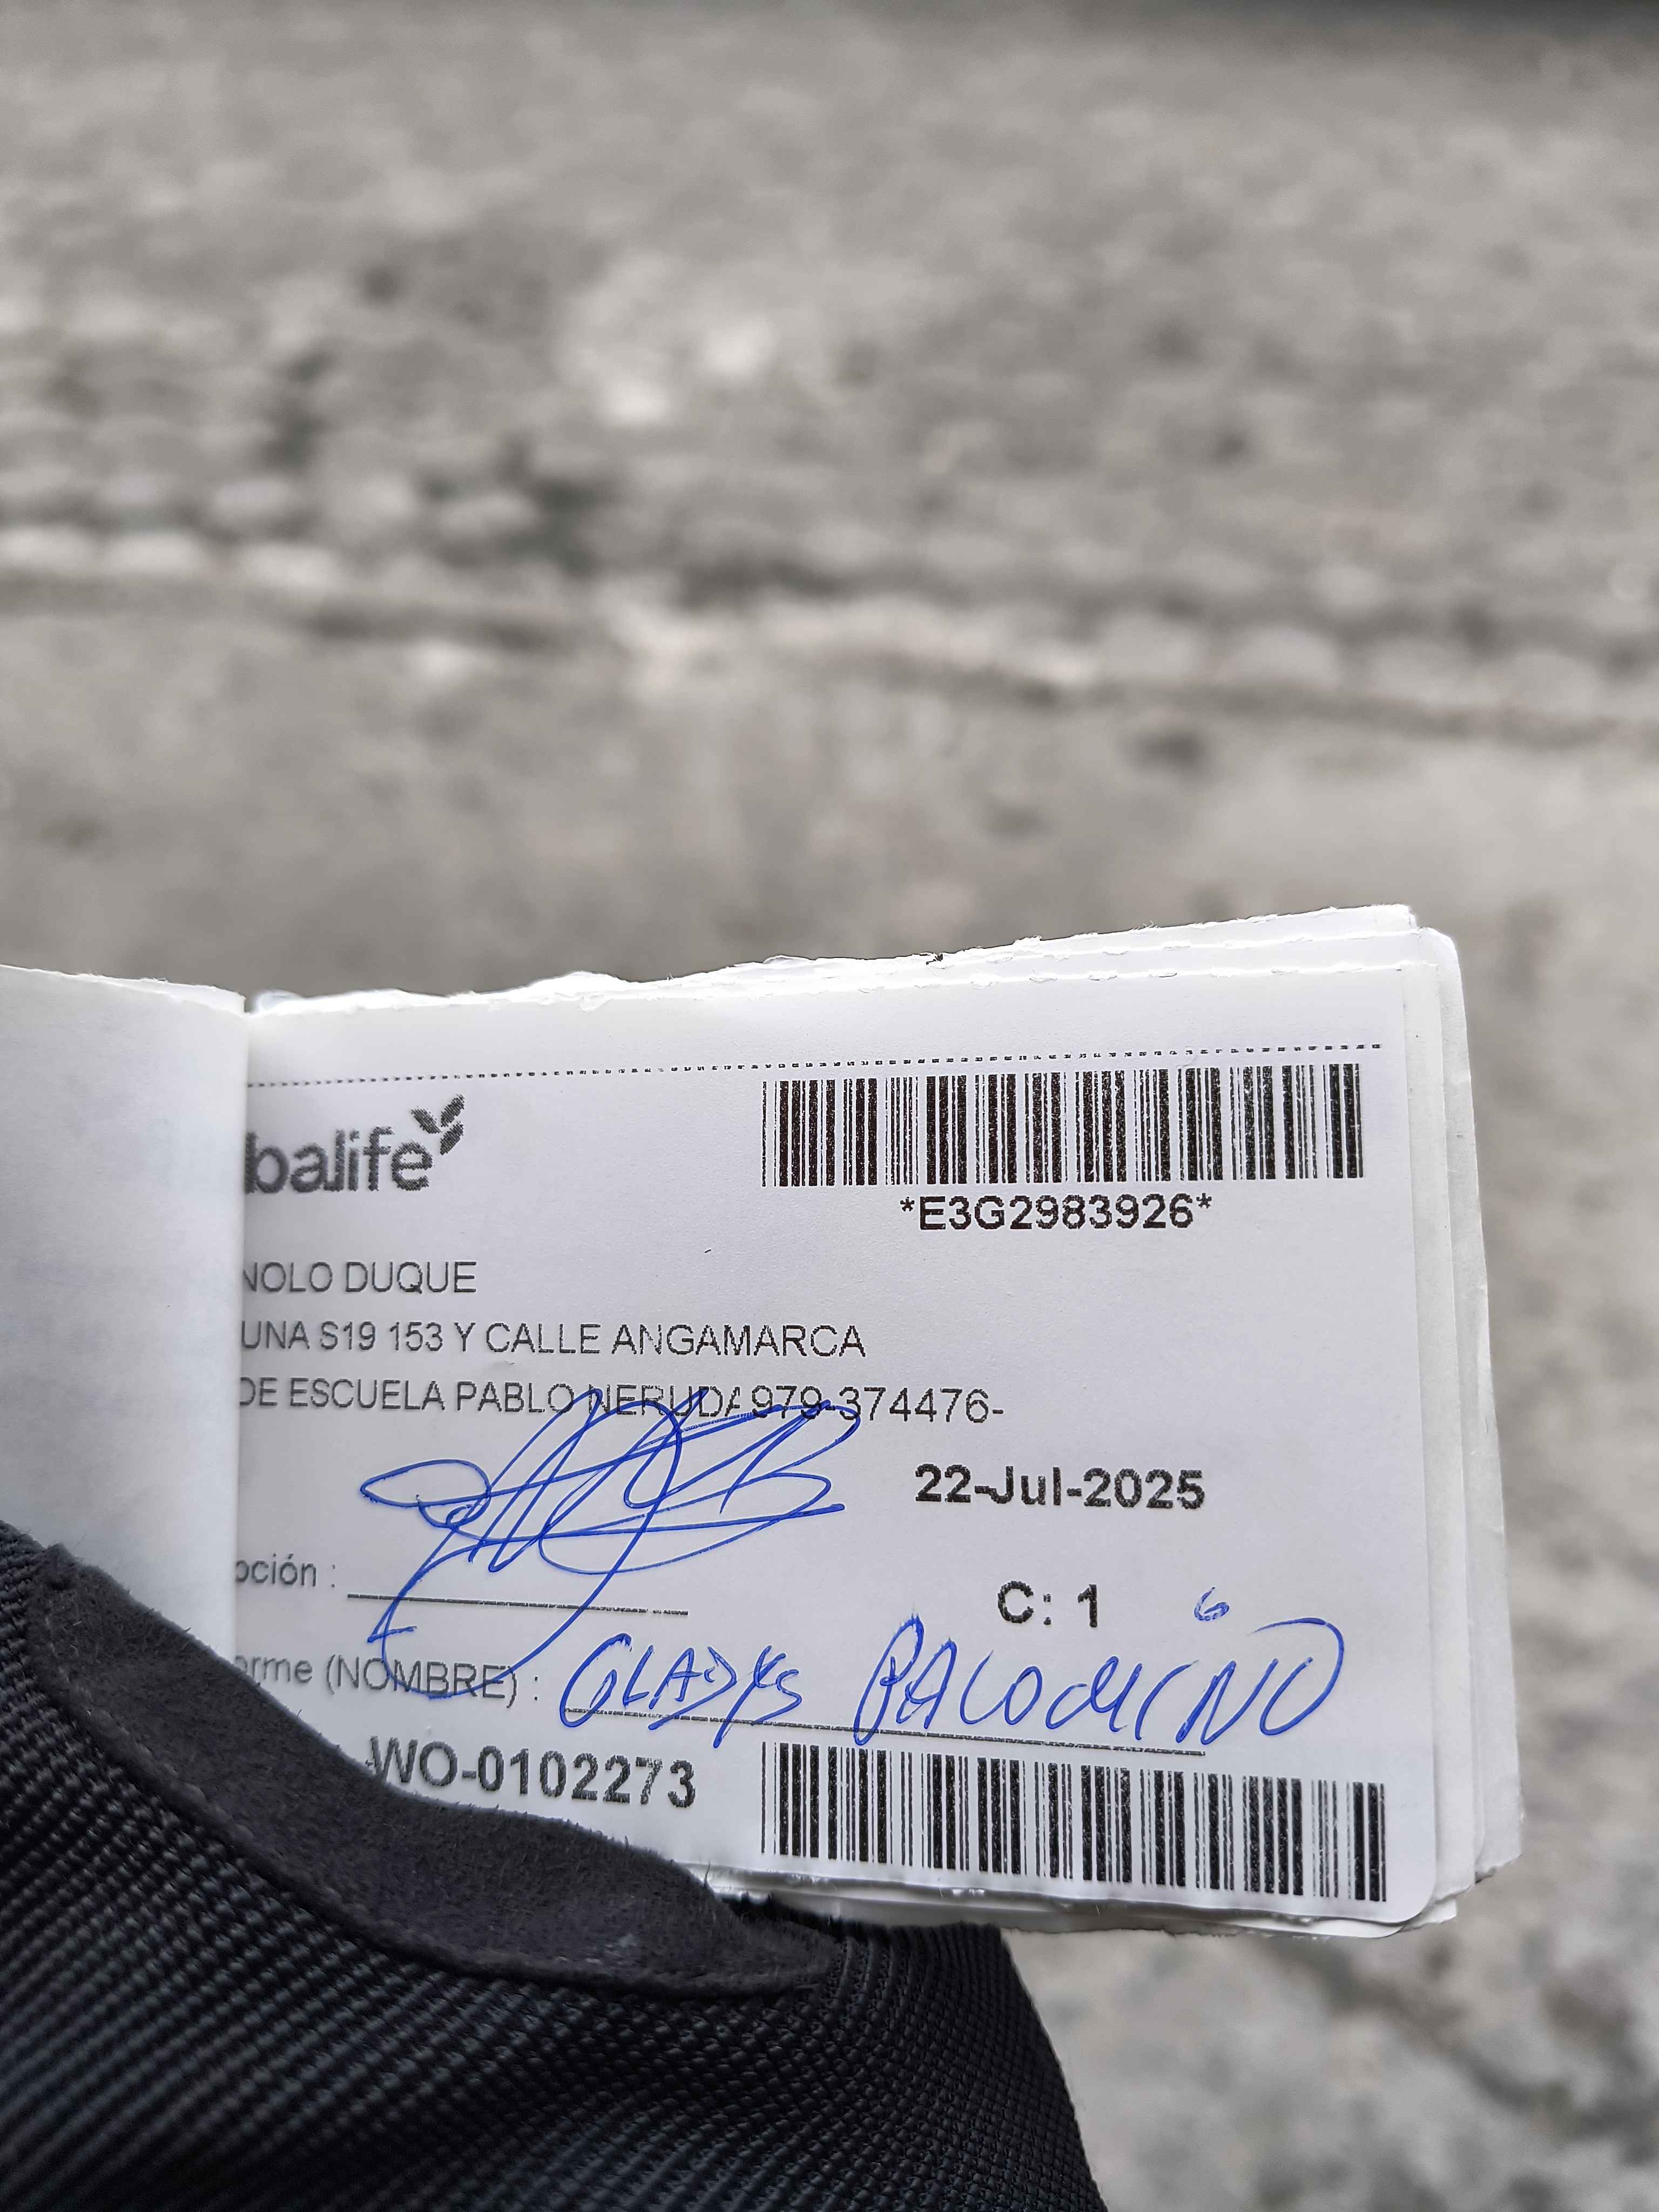 balife
*E3G2983926*
NOLO DUQUE
UNA S19 153 Y CALLE ANGAMARCA
DE ESCUELA PABLO NERUDA 979-374476-
22-Jul-2025
pción :
C: 1
orme (NOMBRE) : GLADYS PALOMINO
WO-0102273